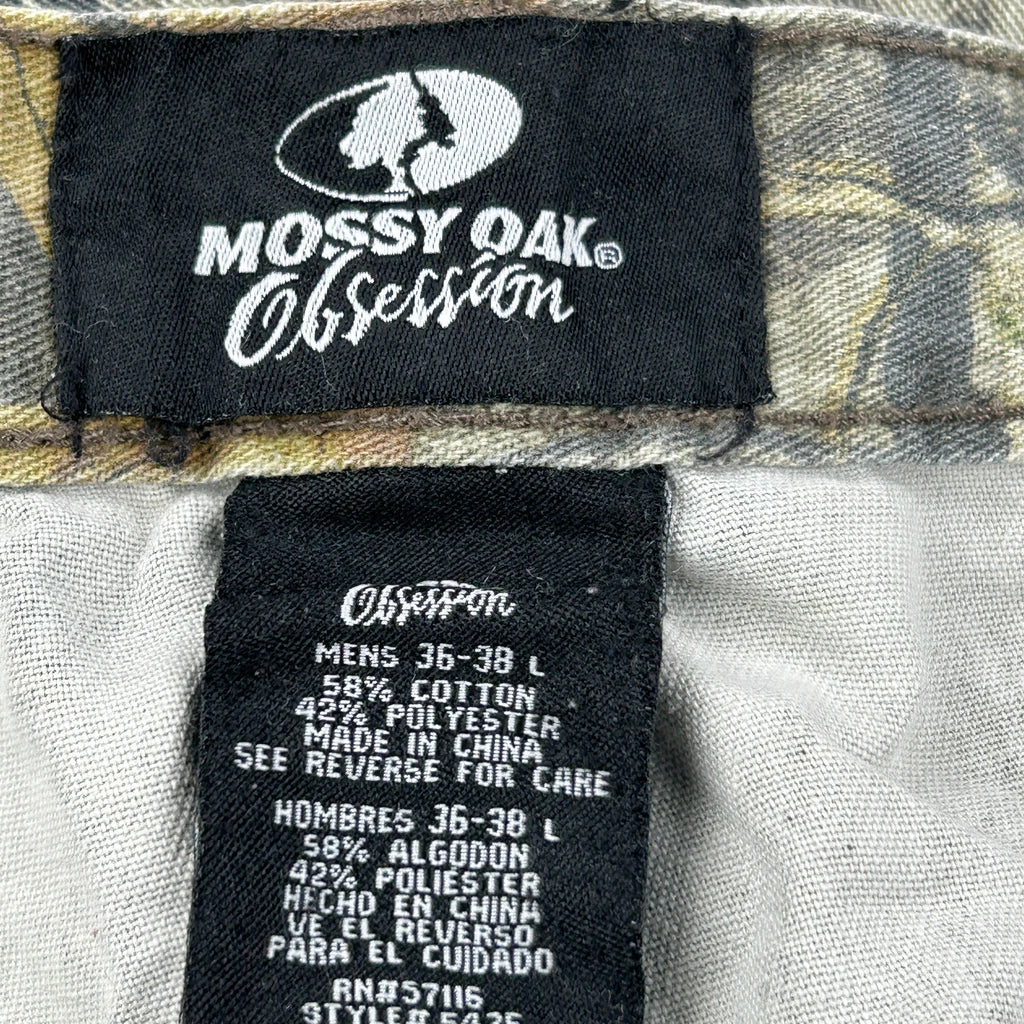 MOSSY OAK®
Obsession
Obsession
MENS 36-38 L
58% COTTON
42% POLYESTER
MADE IN CHINA
SEE REVERSE FOR CARE
HOMBRES 36-38 L
58% ALGODON
42% POLIESTER
HECHO EN CHINA
VE EL REVERSO
PARA EL CUIDADO
RN#57116
STYLE#